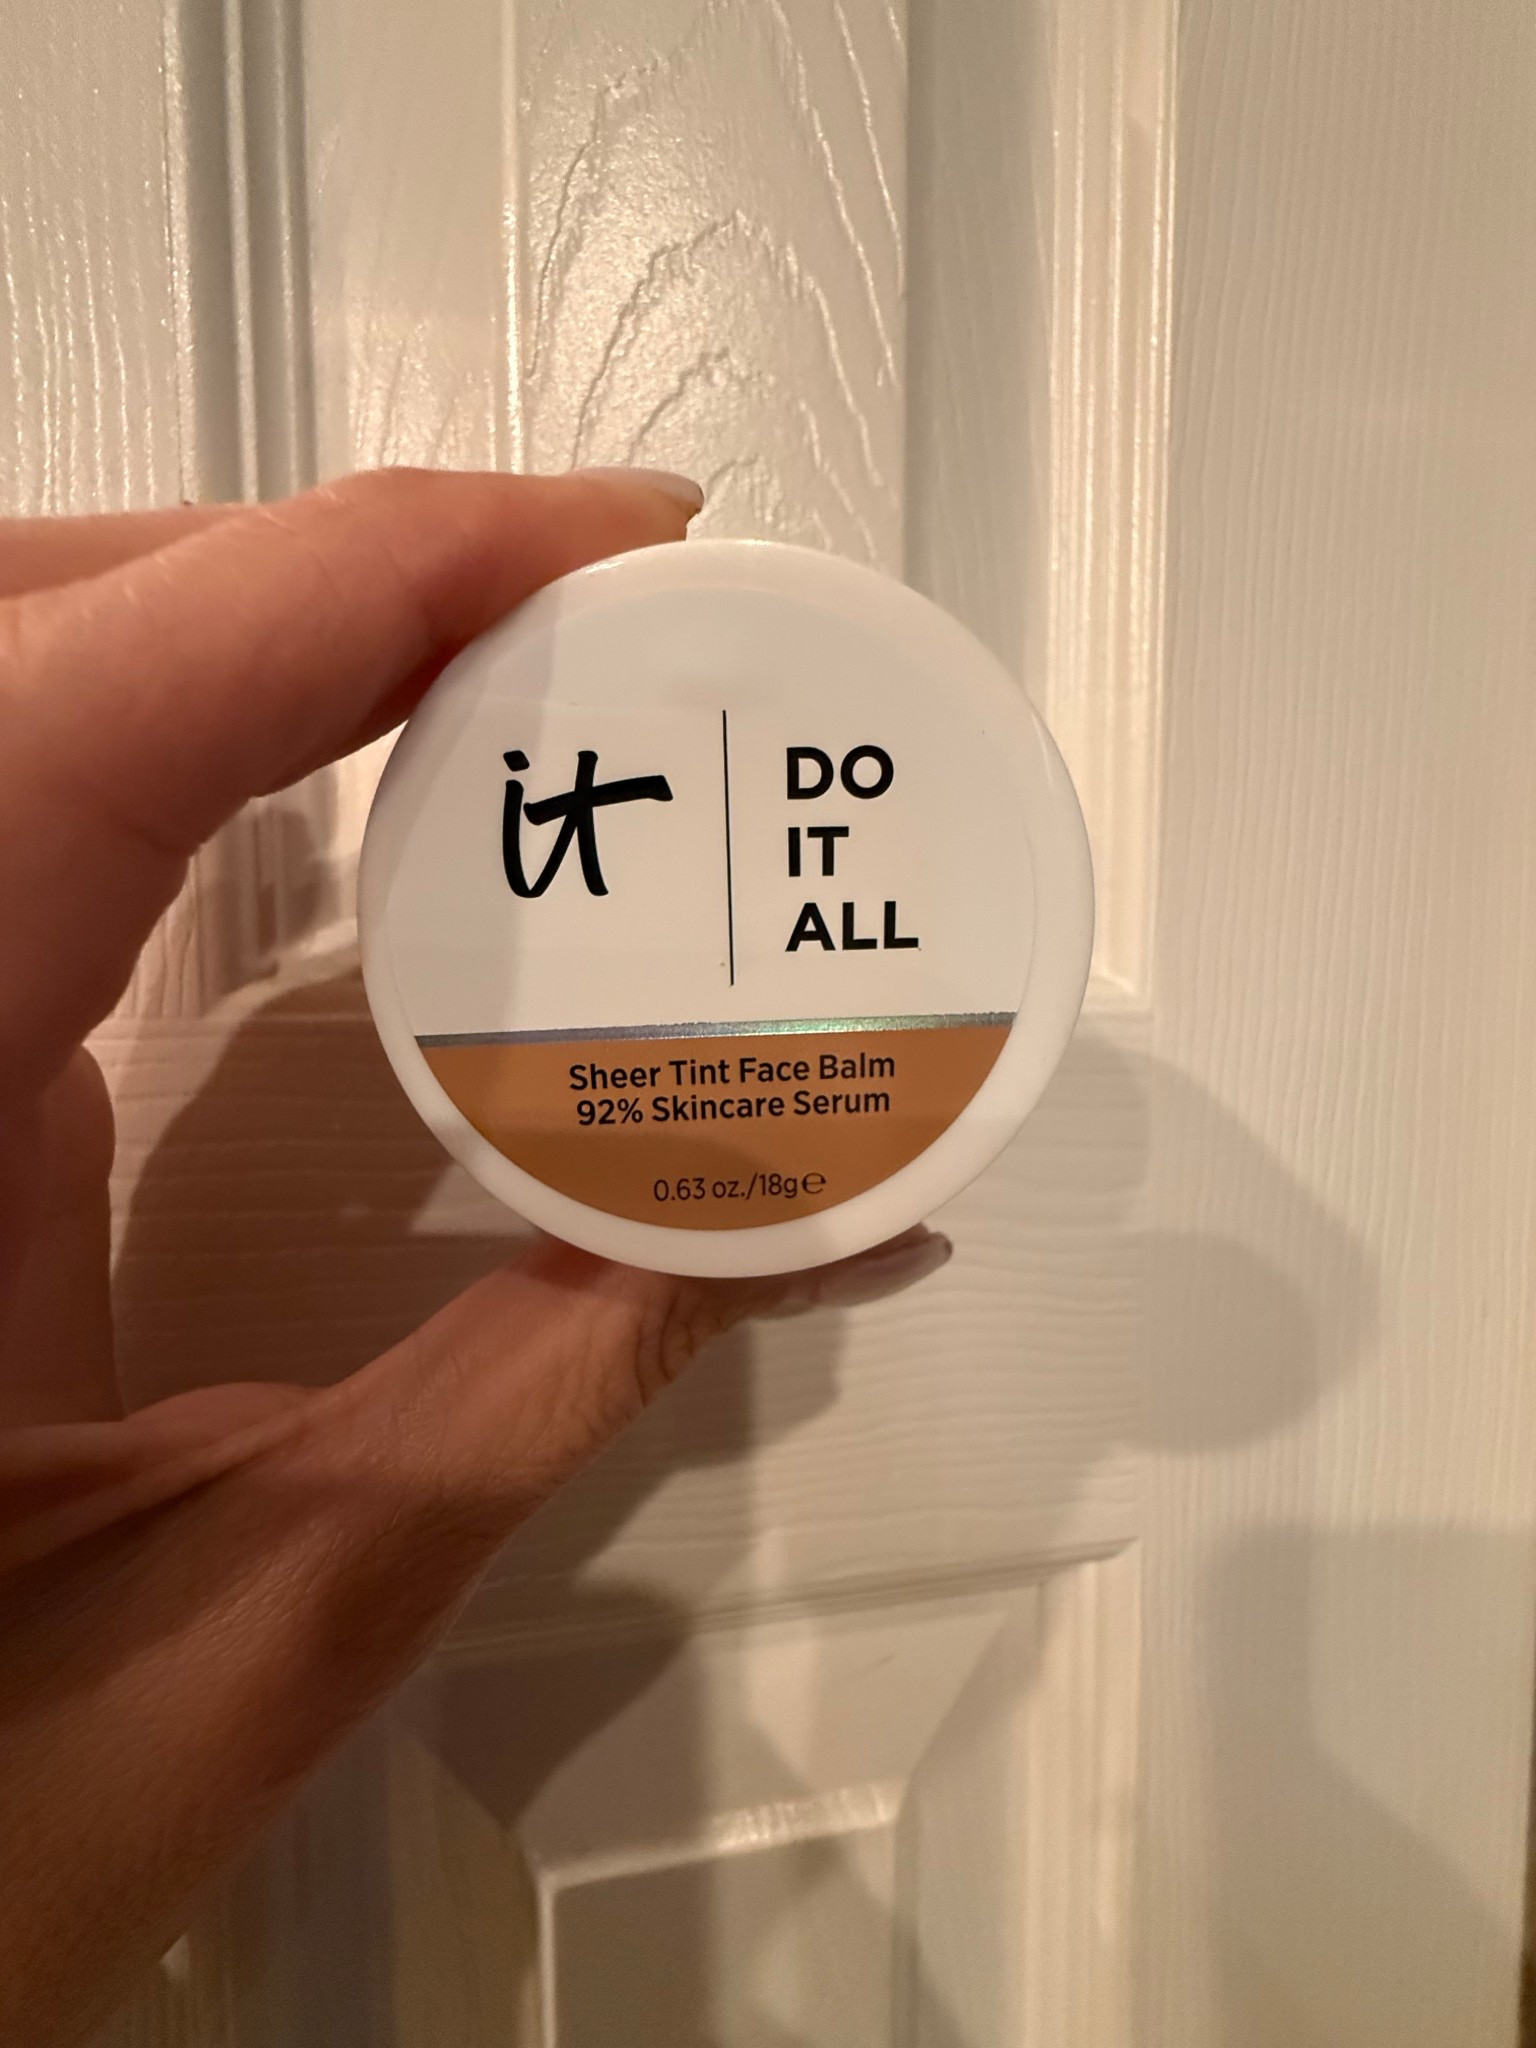 it
DO
IT
ALL
Sheer Tint Face Balm
92% Skincare Serum
0.63 oz./18g℮